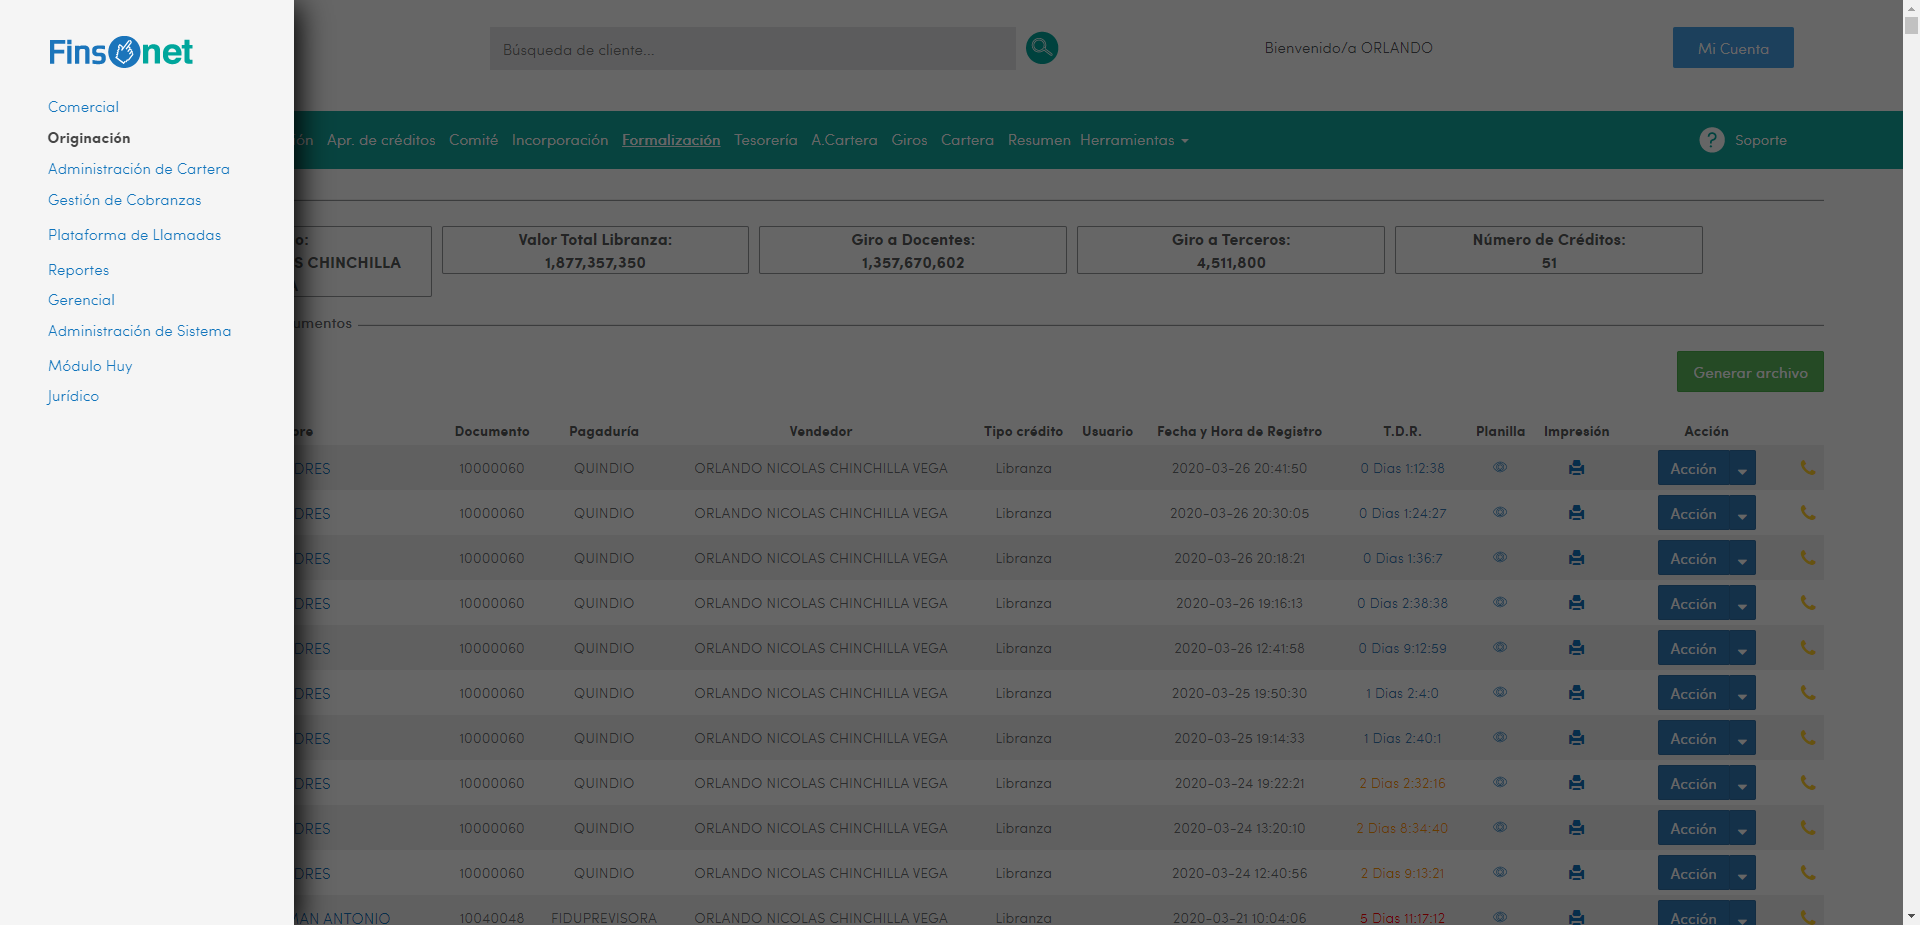 Finsonet
Búsqueda de cliente...
Bienvenido/a ORLANDO
Mi Cuenta
Comercial
Originación
Administración de Cartera
Gestión de Cobranzas
Plataforma de Llamadas
Reportes
Gerencial
Administración de Sistema
Módulo Huy
Jurídico
ón Apr. de créditos Comité Incorporación Formalización Tesorería A.Cartera Giros Cartera Resumen Herramientas
? Soporte
o:
S CHINCHILLA
A
Valor Total Libranza:
1,877,357,350
Giro a Docentes:
1,357,670,602
Giro a Terceros:
4,511,800
Número de Créditos:
51
umentos
Generar archivo
bre Documento Pagaduría Vendedor Tipo crédito Usuario Fecha y Hora de Registro T.D.R. Planilla Impresión Acción
DRES 10000060 QUINDIO ORLANDO NICOLAS CHINCHILLA VEGA Libranza 2020-03-26 20:41:50 0 Dias 1:12:38 Acción
DRES 10000060 QUINDIO ORLANDO NICOLAS CHINCHILLA VEGA Libranza 2020-03-26 20:30:05 0 Dias 1:24:27 Acción
DRES 10000060 QUINDIO ORLANDO NICOLAS CHINCHILLA VEGA Libranza 2020-03-26 20:18:21 0 Dias 1:36:7 Acción
DRES 10000060 QUINDIO ORLANDO NICOLAS CHINCHILLA VEGA Libranza 2020-03-26 19:16:13 0 Dias 2:38:38 Acción
DRES 10000060 QUINDIO ORLANDO NICOLAS CHINCHILLA VEGA Libranza 2020-03-26 12:41:58 0 Dias 9:12:59 Acción
DRES 10000060 QUINDIO ORLANDO NICOLAS CHINCHILLA VEGA Libranza 2020-03-25 19:50:30 1 Dias 2:4:0 Acción
DRES 10000060 QUINDIO ORLANDO NICOLAS CHINCHILLA VEGA Libranza 2020-03-25 19:14:33 1 Dias 2:40:1 Acción
DRES 10000060 QUINDIO ORLANDO NICOLAS CHINCHILLA VEGA Libranza 2020-03-24 19:22:21 2 Dias 2:32:16 Acción
DRES 10000060 QUINDIO ORLANDO NICOLAS CHINCHILLA VEGA Libranza 2020-03-24 13:20:10 2 Dias 8:34:40 Acción
DRES 10000060 QUINDIO ORLANDO NICOLAS CHINCHILLA VEGA Libranza 2020-03-24 12:40:56 2 Dias 9:13:21 Acción
MAN ANTONIO 10040048 FIDUPREVISORA ORLANDO NICOLAS CHINCHILLA VEGA Libranza 2020-03-21 10:04:06 5 Dias 11:17:12 Acción